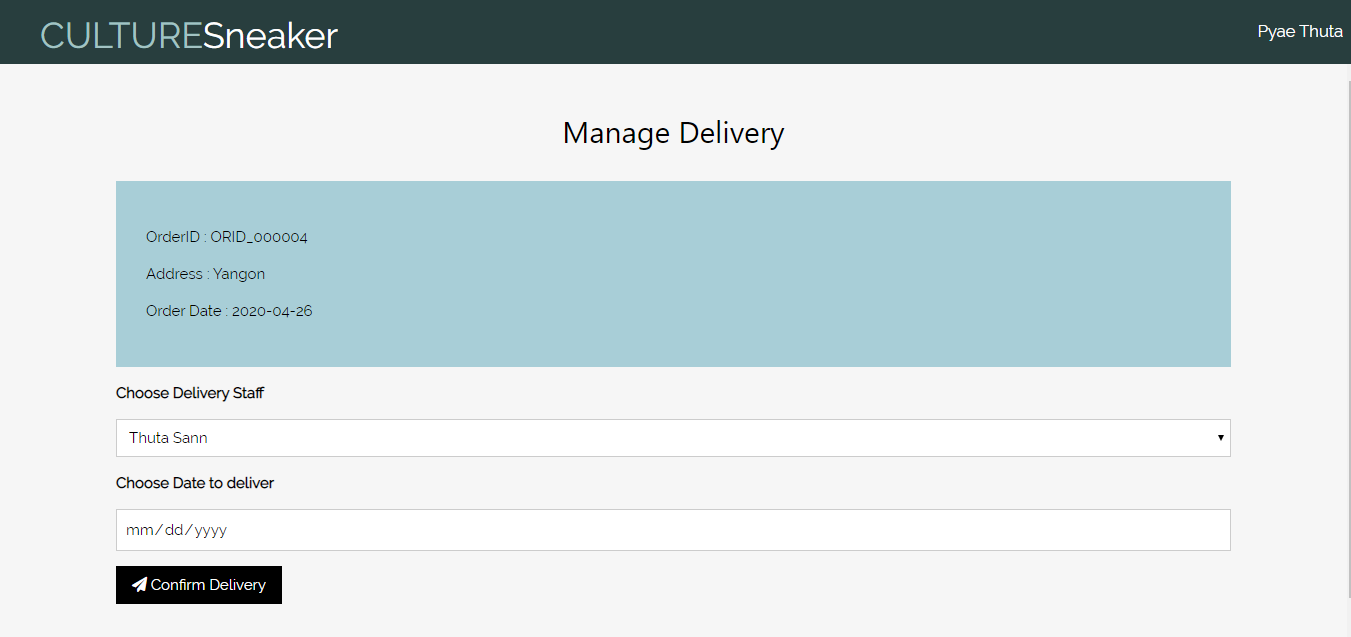 CULTURESneaker
Pyae Thuta
Manage Delivery
OrderID : ORID_000004
Address : Yangon
Order Date : 2020-04-26
Choose Delivery Staff
Thuta Sann
Choose Date to deliver
mm/dd/yyyy
Confirm Delivery